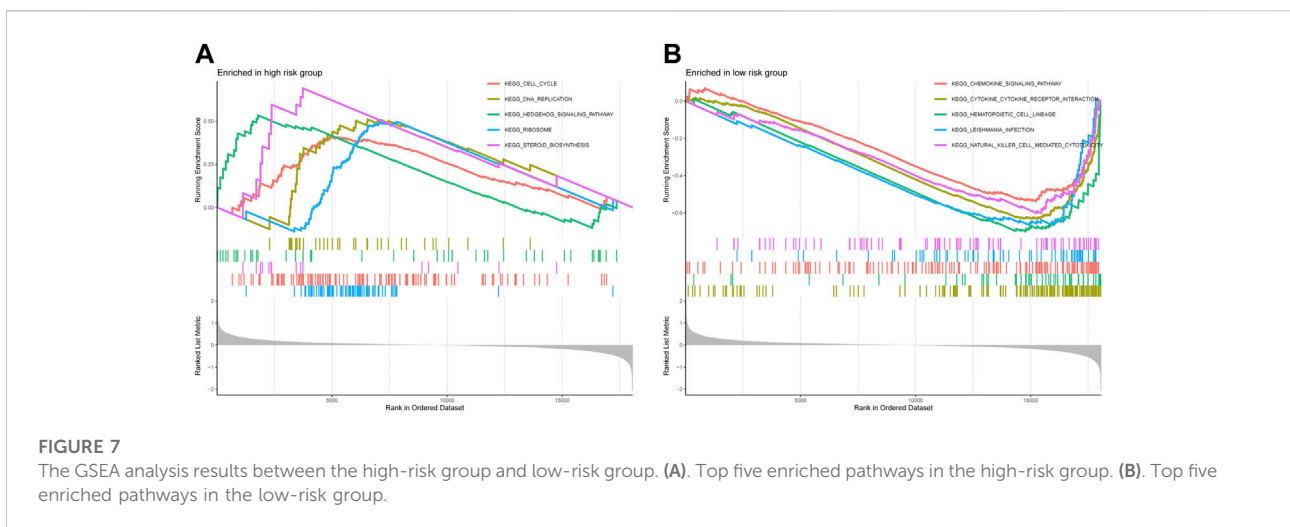 A
Enriched in high risk group
KEGG_CELL_CYCLE
KEGG_DNA_REPLICATION
KEGG_HEDGEHOG_SIGNALING_PATHWAY
KEGG_RIBOSOME
KEGG_STEROID_BIOSYNTHESIS
Running Enrichment Score
0.50
0.25
0.00
Ranked List Metric
2
1
0
−1
−2
5000
10000
15000
Rank in Ordered Dataset
B
Enriched in low risk group
KEGG_CHEMOKINE_SIGNALING_PATHWAY
KEGG_CYTOKINE_CYTOKINE_RECEPTOR_INTERACTION
KEGG_HEMATOPOIETIC_CELL_LINEAGE
KEGG_LEISHMANIA_INFECTION
KEGG_NATURAL_KILLER_CELL_MEDIATED_CYTOTOXICITY
Running Enrichment Score
0.0
−0.2
−0.4
−0.6
Ranked List Metric
2
1
0
−1
−2
5000
10000
15000
Rank in Ordered Dataset
FIGURE 7
The GSEA analysis results between the high-risk group and low-risk group. (A). Top five enriched pathways in the high-risk group. (B). Top five
enriched pathways in the low-risk group.